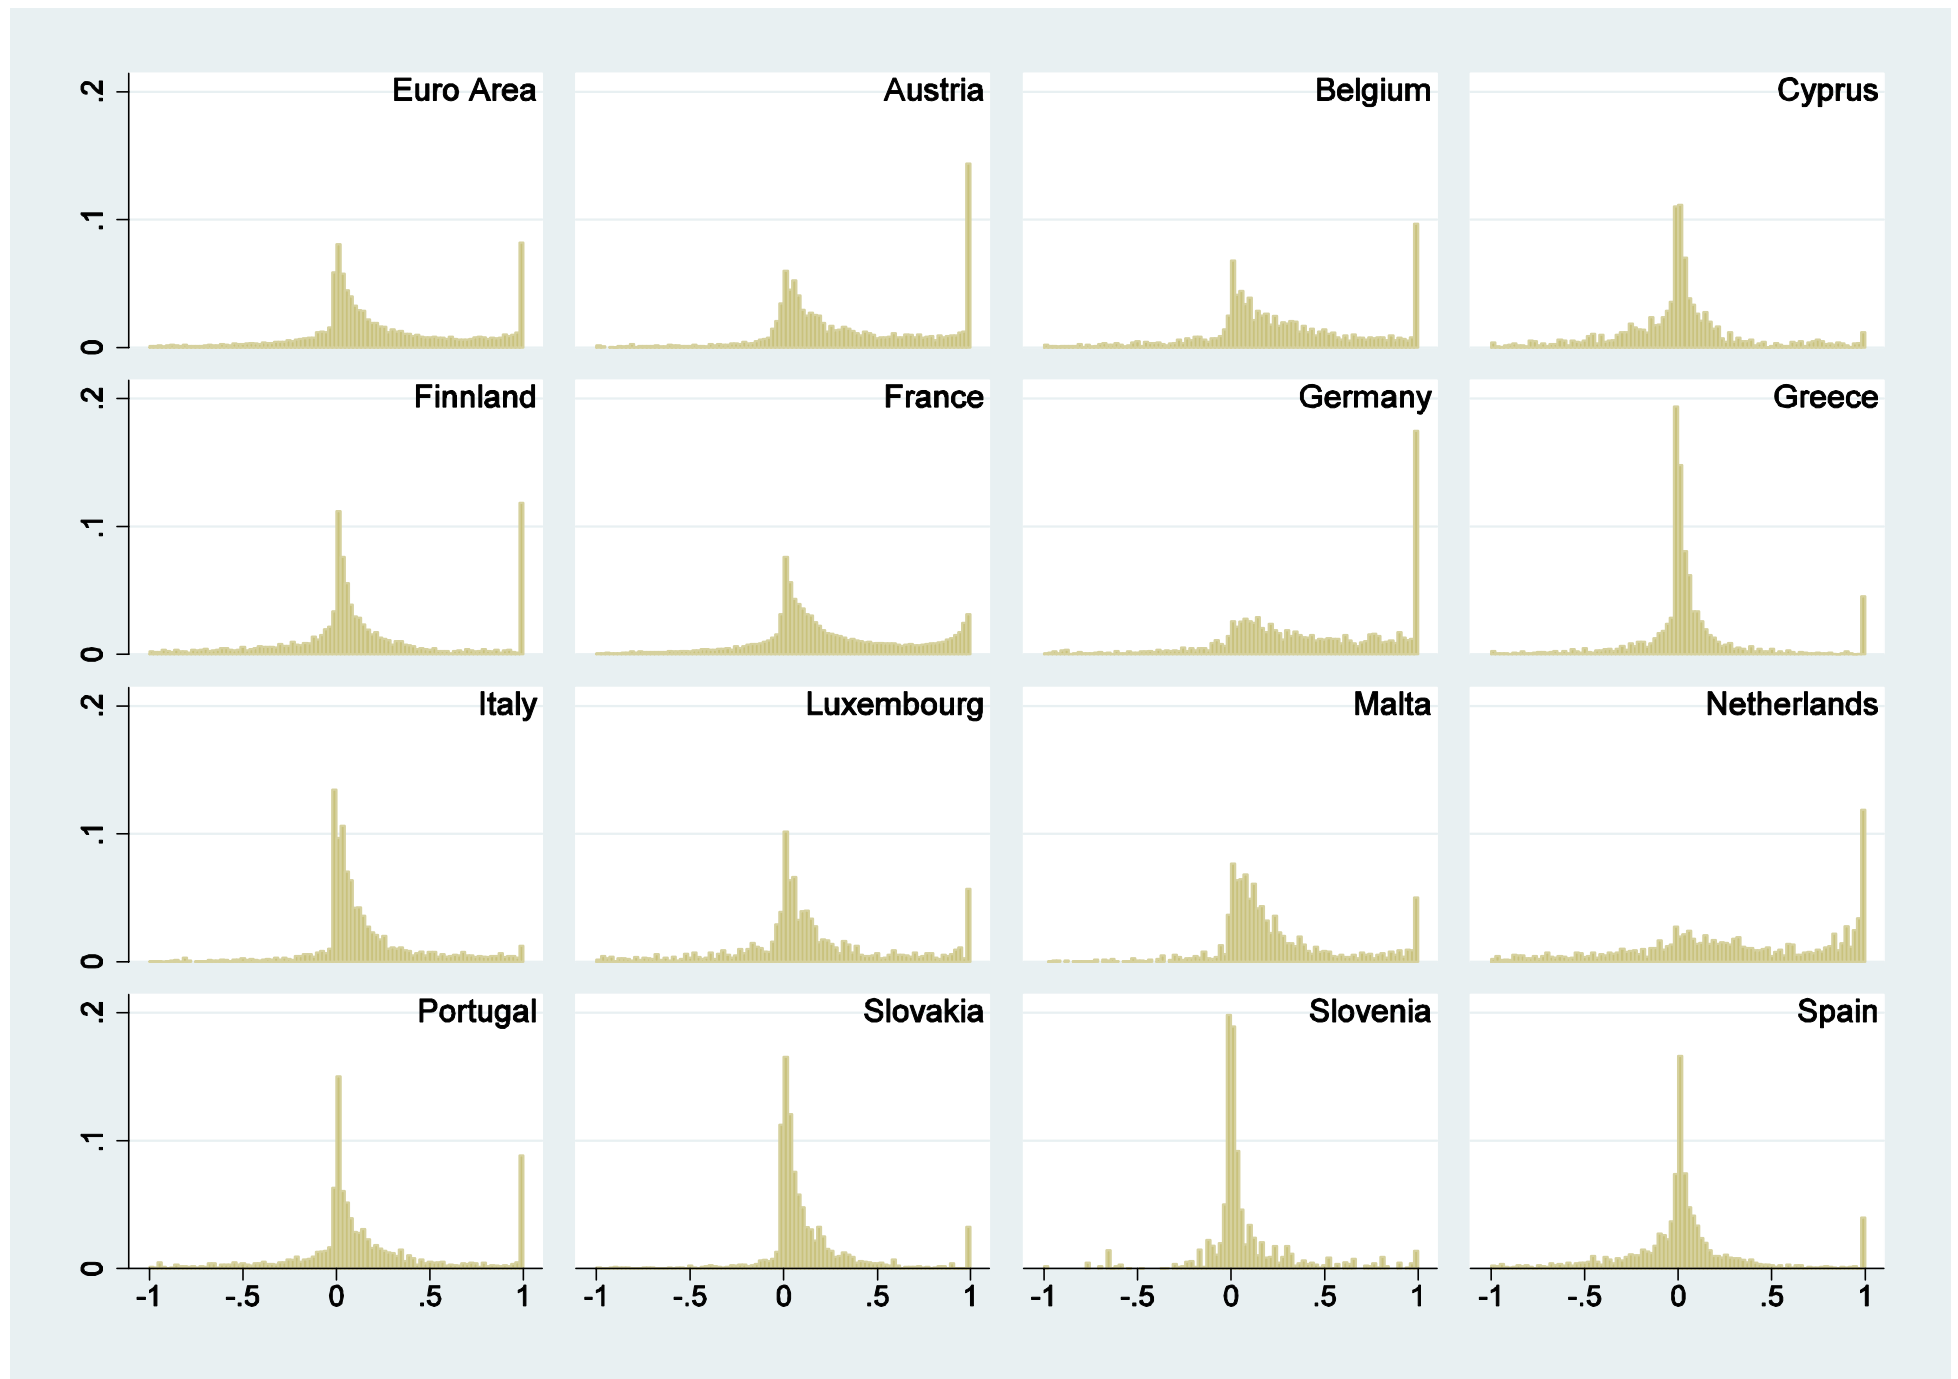 Euro Area
Austria
Belgium
Cyprus
.2
.1
0
Finnland
France
Germany
Greece
.2
.1
0
Italy
Luxembourg
Malta
Netherlands
.2
.1
0
Portugal
Slovakia
Slovenia
Spain
.2
.1
0
-1 -.5 0 .5 1
-1 -.5 0 .5 1
-1 -.5 0 .5 1
-1 -.5 0 .5 1